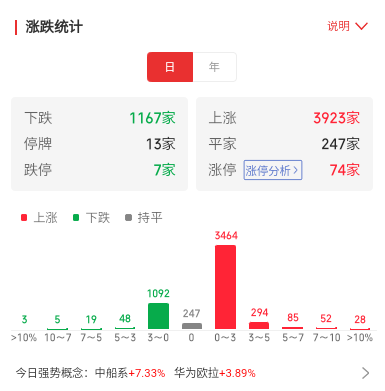 涨跌统计 说明
日 年
下跌 1167家 上涨 3923家
停牌 13家 平家 247家
跌停 7家 涨停 涨停分析 74家
上涨 下跌 持平
3 5 19 48 1092 247 3464 294 85 52 28
>10% 10～7 7～5 5～3 3～0 0 0～3 3～5 5～7 7～10 >10%
今日强势概念：中船系+7.33% 华为欧拉+3.89%